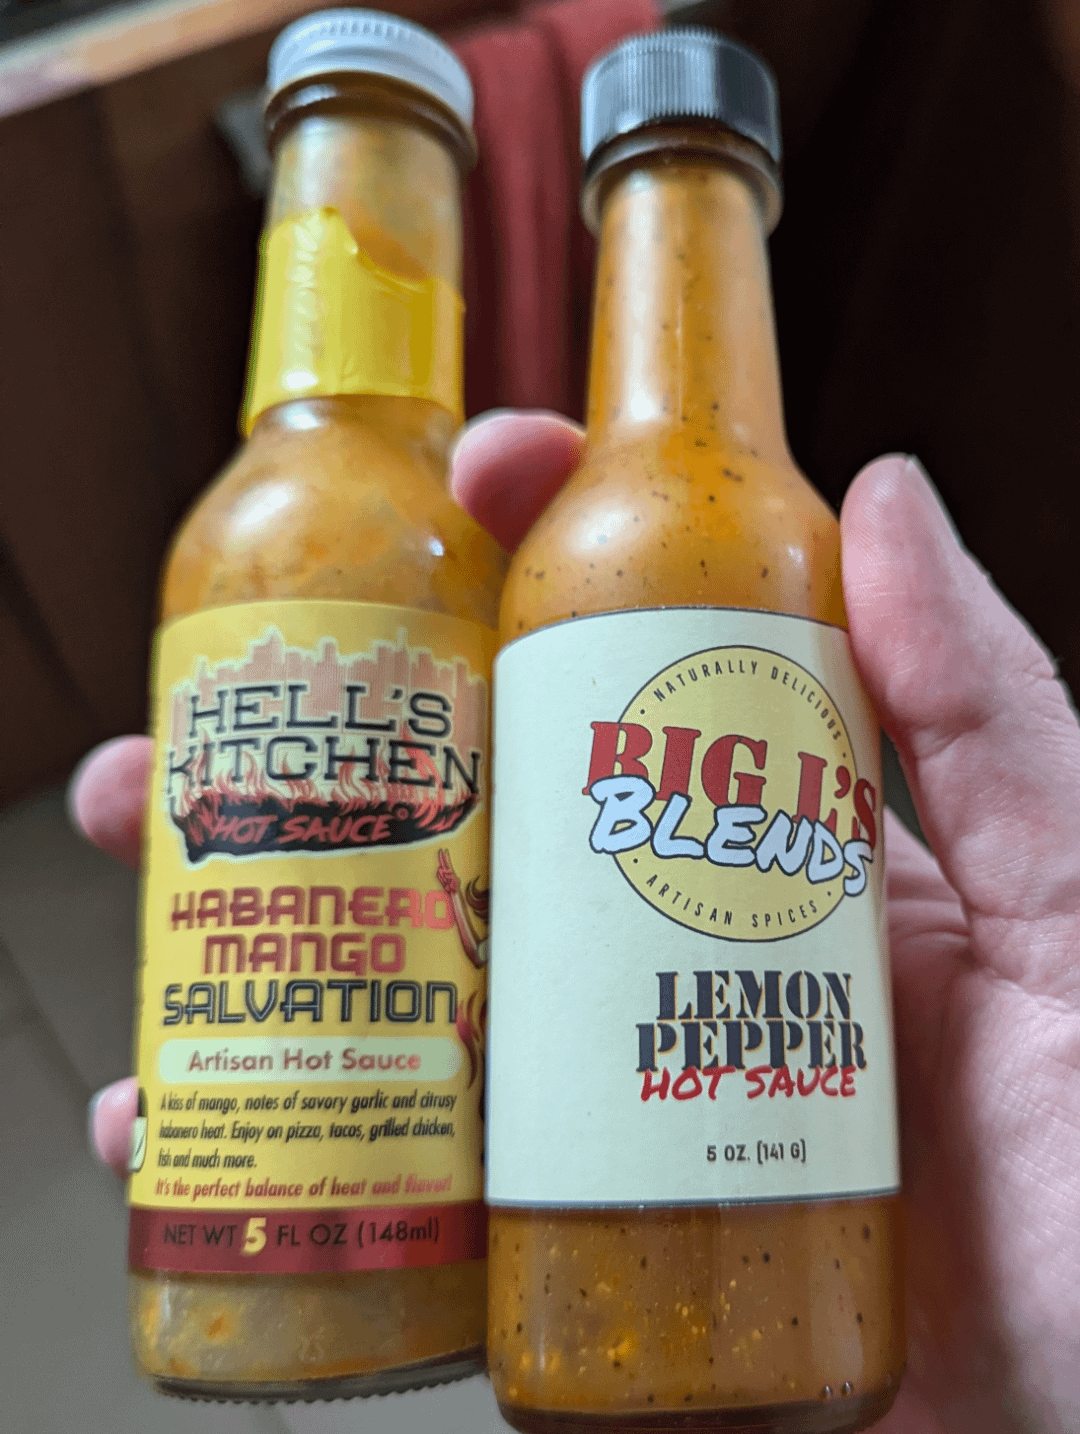 HELL'S
KITCHEN
HOT SAUCE
HABANERO
MANGO
SALVATION
Artisan Hot Sauce
A kiss of mango, notes of savory garlic and citrusy
habanero heat. Enjoy on pizza, tacos, grilled chicken,
fish and much more.
It's the perfect balance of heat and flavor!
NET WT 5 FL OZ (148ml)
NATURALLY DELICIOUS
BIG L'S
BLENDS
ARTISAN SPICES
LEMON
PEPPER
HOT SAUCE
5 OZ. (141 G)